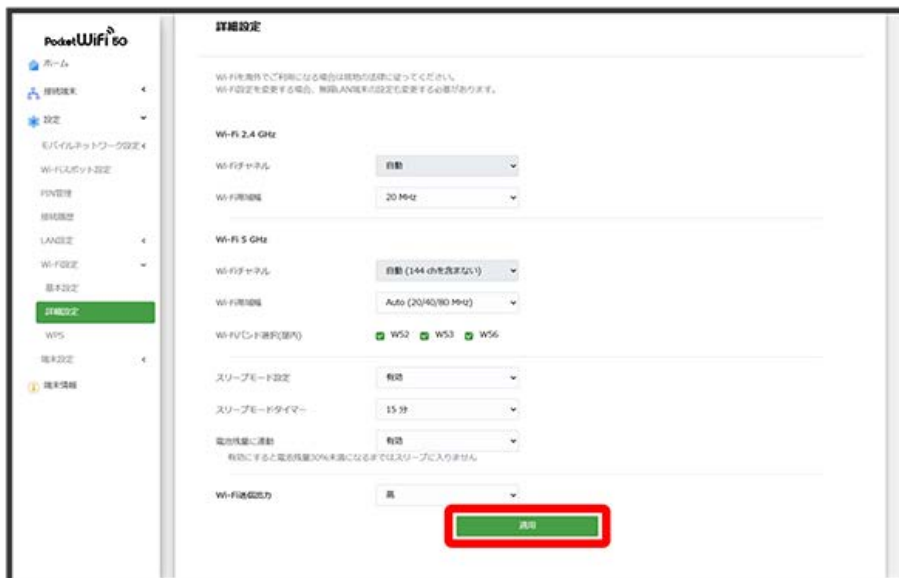 PocketWiFi 5G
ホーム
接続端末
設定
モバイルネットワーク設定
Wi-Fiスポット設定
PIN管理
接続履歴
LAN設定
Wi-Fi設定
基本設定
詳細設定
WPS
端末設定
端末情報
詳細設定
Wi-Fiを海外でご利用になる場合は現地の法律に従ってください。
Wi-Fi設定を変更する場合、無線LAN端末の設定も変更する必要があります。
Wi-Fi 2.4 GHz
Wi-Fiチャネル 自動
Wi-Fi帯域幅 20 MHz
Wi-Fi 5 GHz
Wi-Fiチャネル 自動 (144 chを含まない)
Wi-Fi帯域幅 Auto (20/40/80 MHz)
Wi-Fiバンド選択(屋内) W52 W53 W56
スリープモード設定 有効
スリープモードタイマー 15 分
電池残量に連動 有効
有効にすると電池残量30%未満になるまではスリープに入りません
Wi-Fi送信出力 高
適用